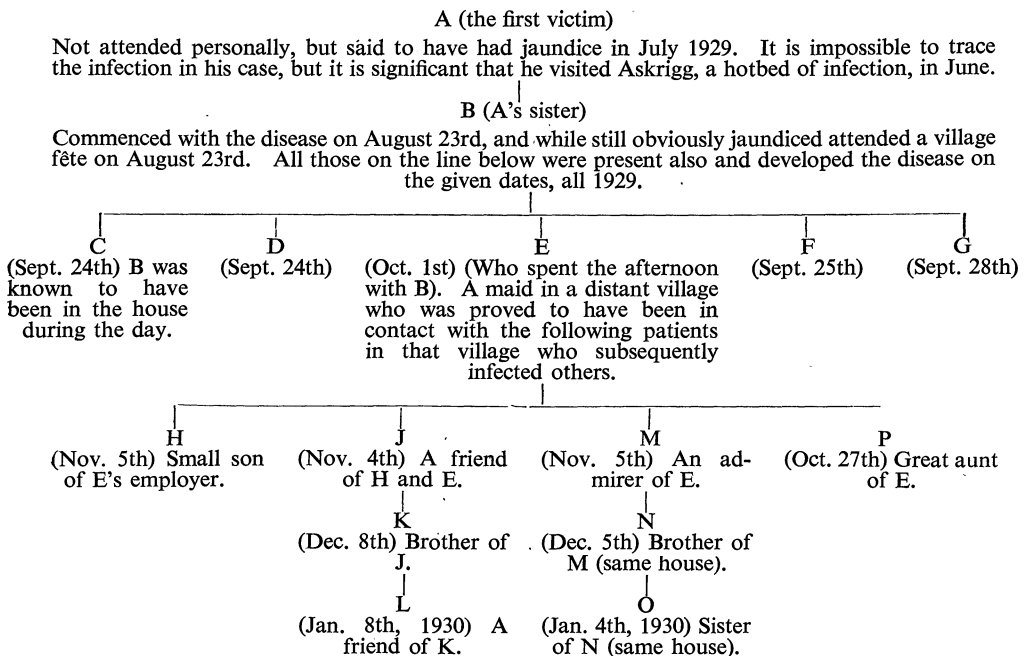 A (the first victim)
Not attended personally, but said to have had jaundice in July 1929. It is impossible to trace
the infection in his case, but it is significant that he visited Askrigg, a hotbed of infection, in June.
B (A's sister)
Commenced with the disease on August 23rd, and while still obviously jaundiced attended a village
fête on August 23rd. All those on the line below were present also and developed the disease on
the given dates, all 1929.
C
(Sept. 24th) B was
known to have
been in the house
during the day.
D
(Sept. 24th)
E
(Oct. 1st) (Who spent the afternoon
with B). A maid in a distant village
who was proved to have been in
contact with the following patients
in that village who subsequently
infected others.
F
(Sept. 25th)
G
(Sept. 28th)
H
(Nov. 5th) Small son
of E's employer.
J
(Nov. 4th) A friend
of H and E.
M
(Nov. 5th) An ad-
mirer of E.
P
(Oct. 27th) Great aunt
of E.
K
(Dec. 8th) Brother of
J.
N
(Dec. 5th) Brother of
M (same house).
L
(Jan. 8th, 1930) A
friend of K.
O
(Jan. 4th, 1930) Sister
of N (same house).